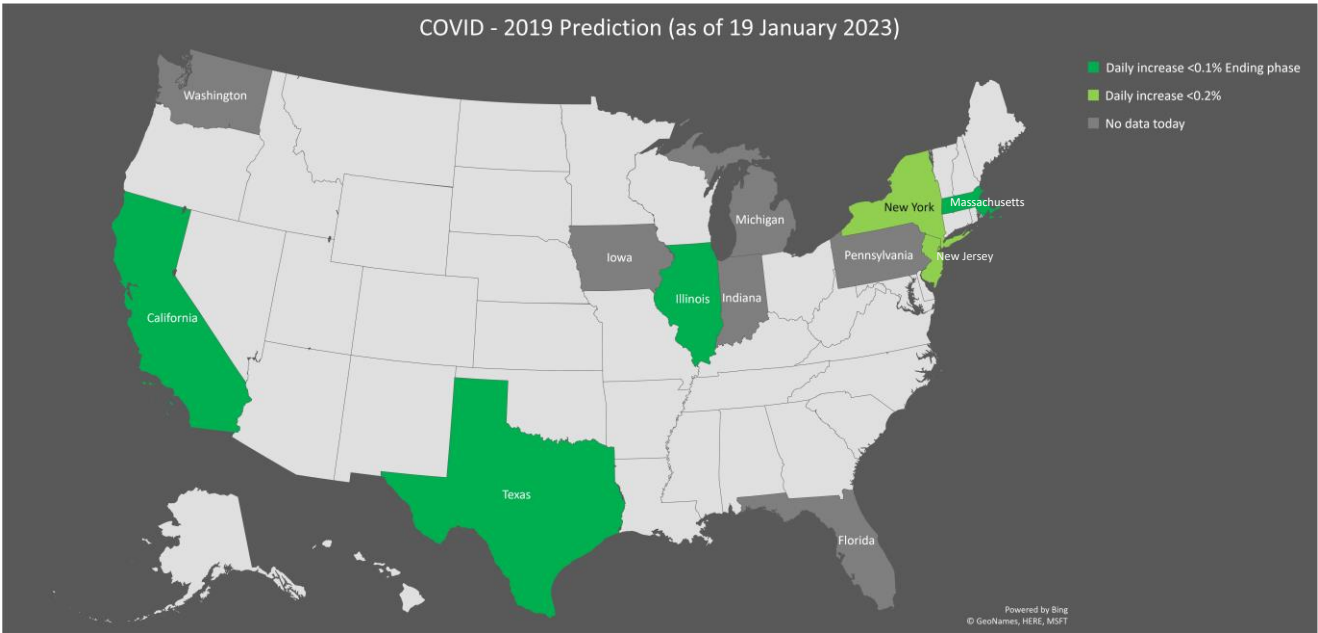 COVID - 2019 Prediction (as of 19 January 2023)
Daily increase <0.1% Ending phase
Daily increase <0.2%
No data today
Washington
Massachusetts
New York
Michigan
Pennsylvania
New Jersey
Iowa
Illinois
Indiana
California
Texas
Florida
Powered by Bing
© GeoNames, HERE, MSFT